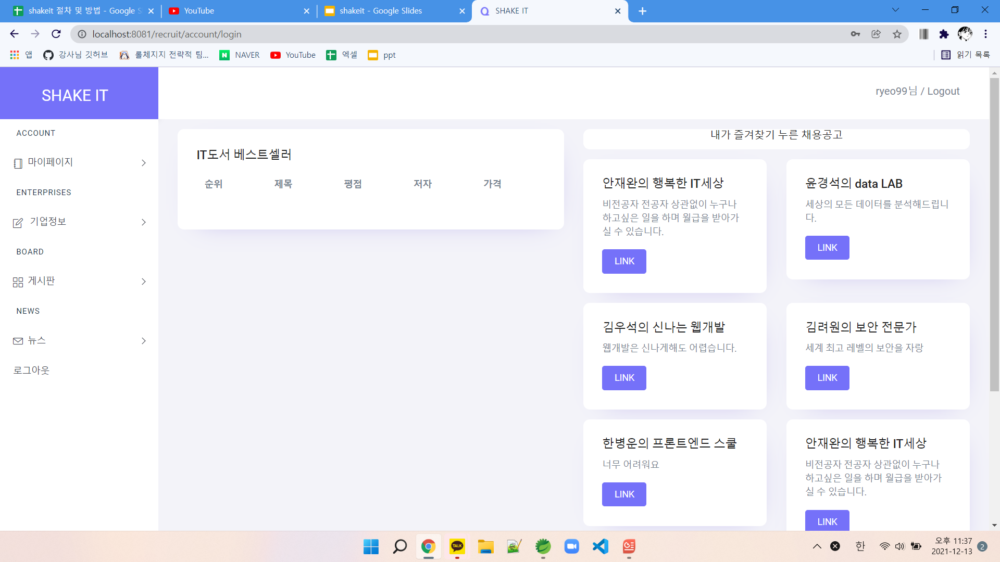 shakeit 절차 및 방법 - Google S
YouTube
shakeit - Google Slides
SHAKE IT
localhost:8081/recruit/account/login
앱
강사님 깃허브
롤체지지 전략적 팀...
NAVER
YouTube
엑셀
ppt
읽기 목록
SHAKE IT
ryeo99님 / Logout
ACCOUNT
마이페이지
ENTERPRISES
기업정보
BOARD
게시판
NEWS
뉴스
로그아웃
IT도서 베스트셀러
순위 제목 평점 저자 가격
내가 즐겨찾기 누른 채용공고
안재완의 행복한 IT세상
비전공자 전공자 상관없이 누구나
하고싶은 일을 하며 월급을 받아가
실 수 있습니다.
LINK
윤경석의 data LAB
세상의 모든 데이터를 분석해드립니
다.
LINK
김우석의 신나는 웹개발
웹개발은 신나게해도 어렵습니다.
LINK
김려원의 보안 전문가
세계 최고 레벨의 보안을 자랑
LINK
한병운의 프론트엔드 스쿨
너무 어려워요
LINK
안재완의 행복한 IT세상
비전공자 전공자 상관없이 누구나
하고싶은 일을 하며 월급을 받아가
실 수 있습니다.
LINK
TALK
한
오후 11:37
2021-12-13
2